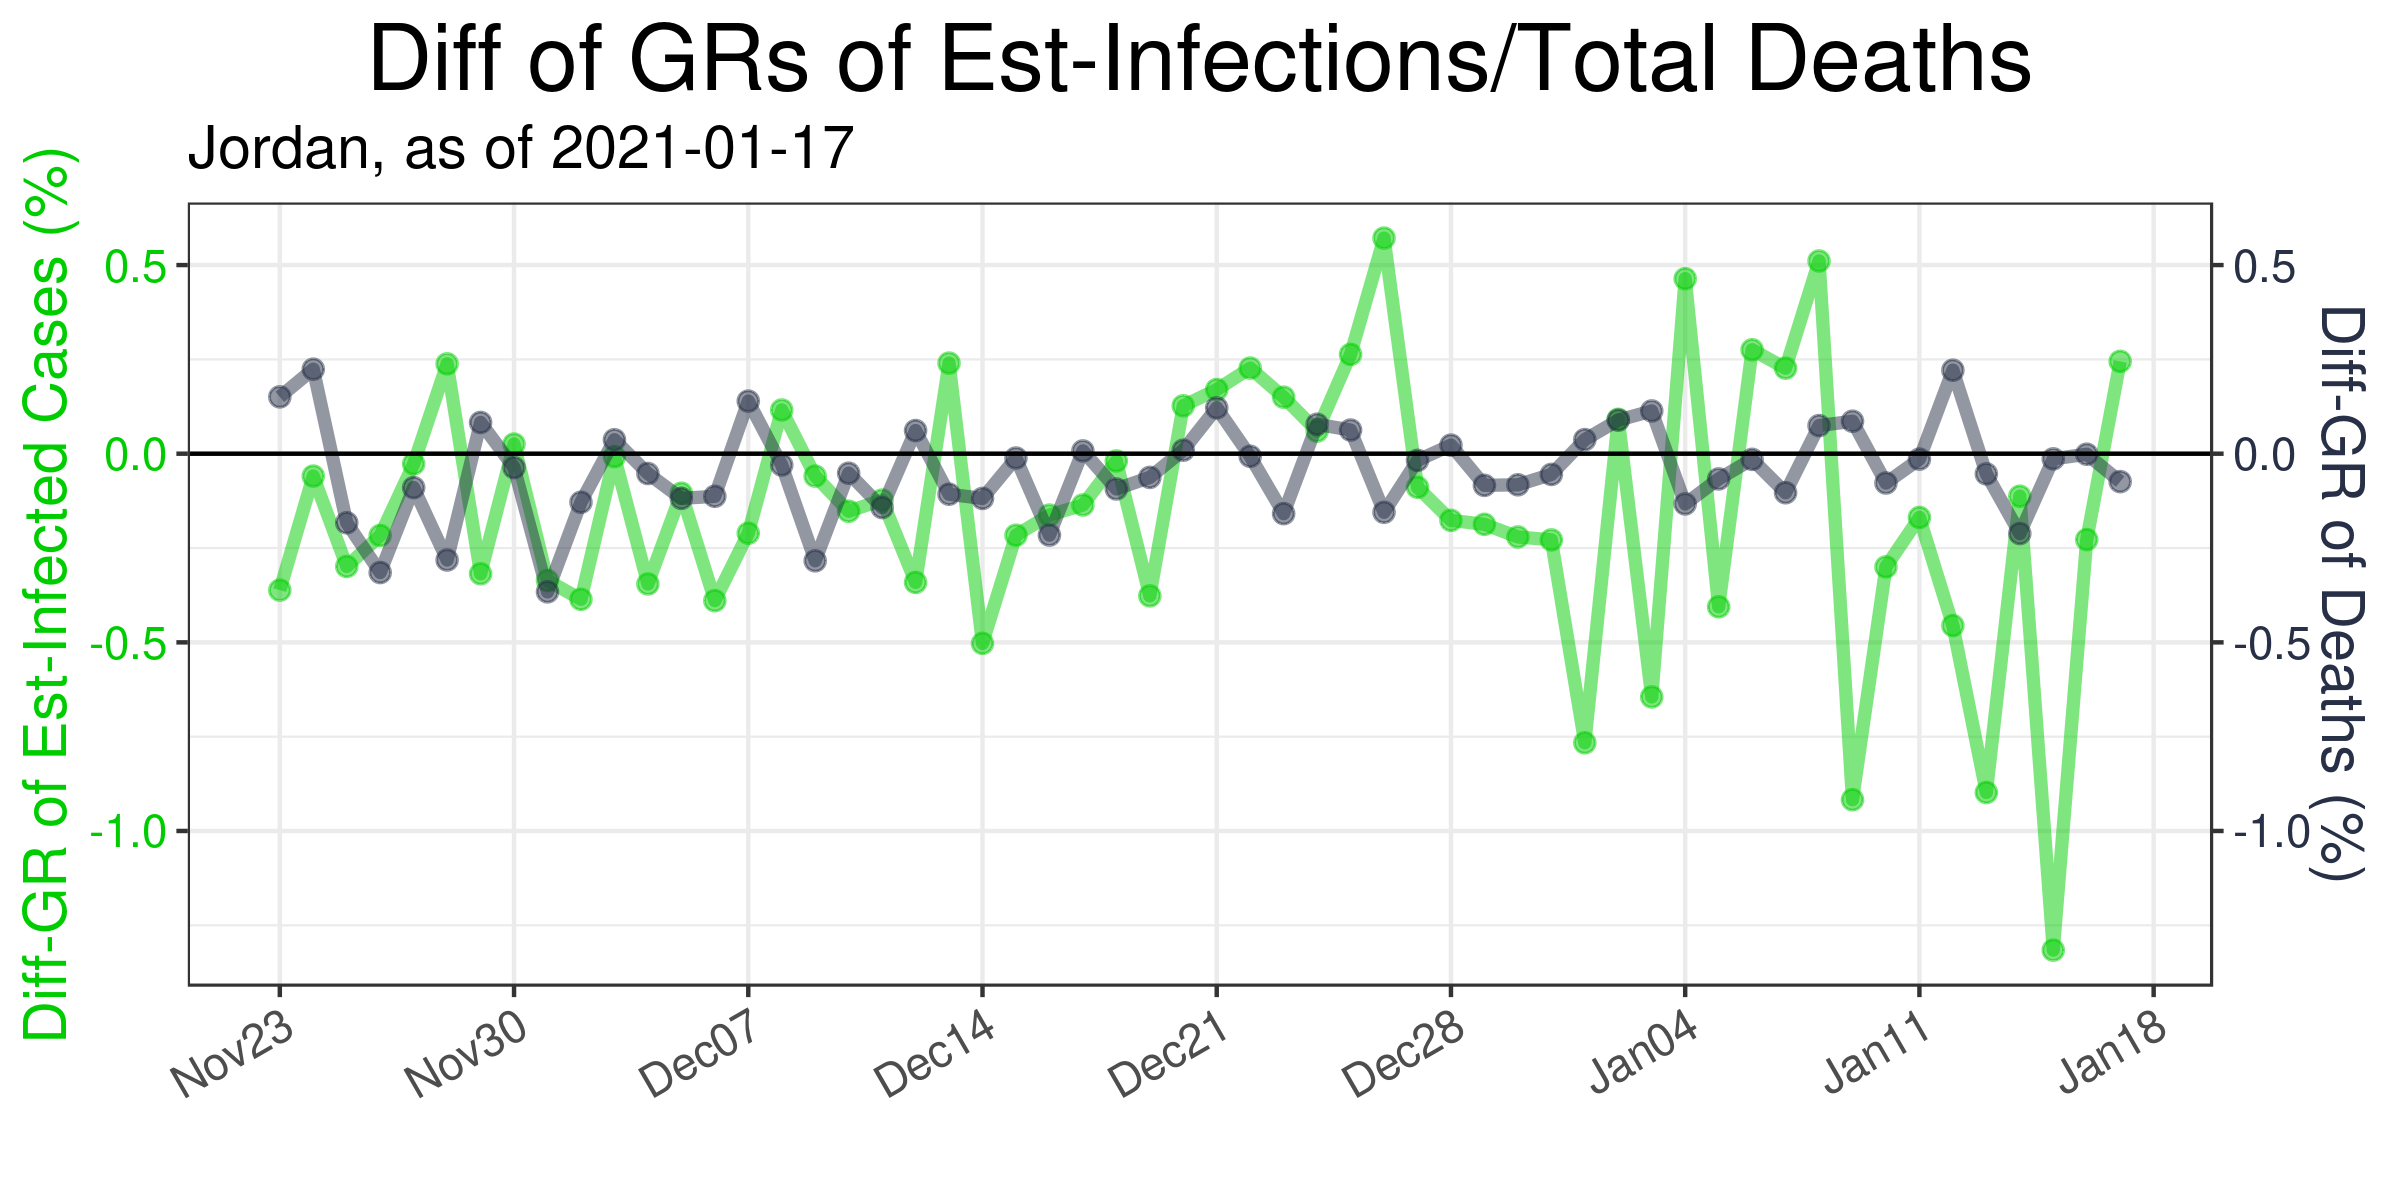 Diff of GRs of Est-Infections/Total Deaths
Jordan, as of 2021-01-17
Diff-GR of Est-Infected Cases (%)
0.5
0.0
-0.5
-1.0
0.5
0.0
-0.5
-1.0
Diff-GR of Deaths (%)
Nov23
Nov30
Dec07
Dec14
Dec21
Dec28
Jan04
Jan11
Jan18